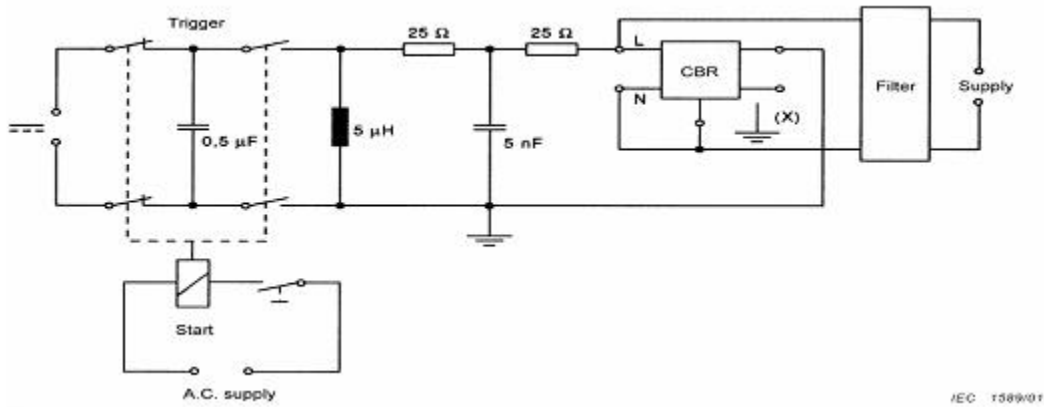 Trigger
25 Ω
25 Ω
L
N
CBR
(X)
Filter
Supply
0,5 μF
5 μH
5 nF
Start
A.C. supply
IEC 1589/01